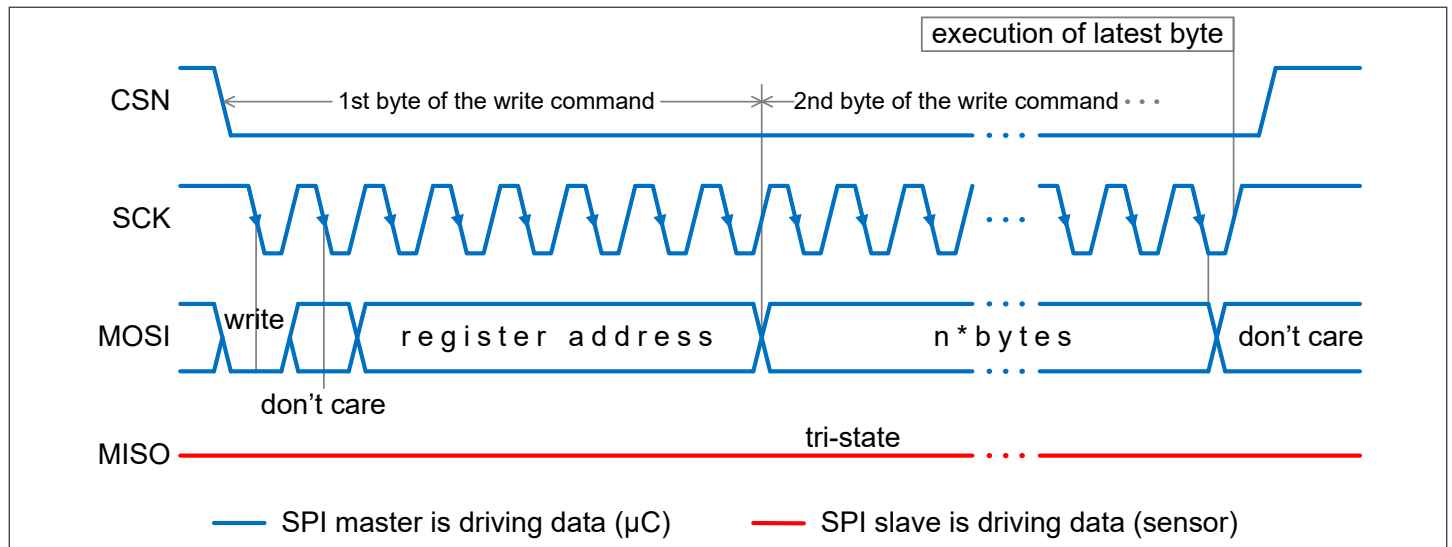 execution of latest byte
CSN
1st byte of the write command
2nd byte of the write command · · ·
SCK
MOSI
write
register address
n*bytes
don’t care
don’t care
MISO
tri-state
SPI master is driving data (µC)
SPI slave is driving data (sensor)